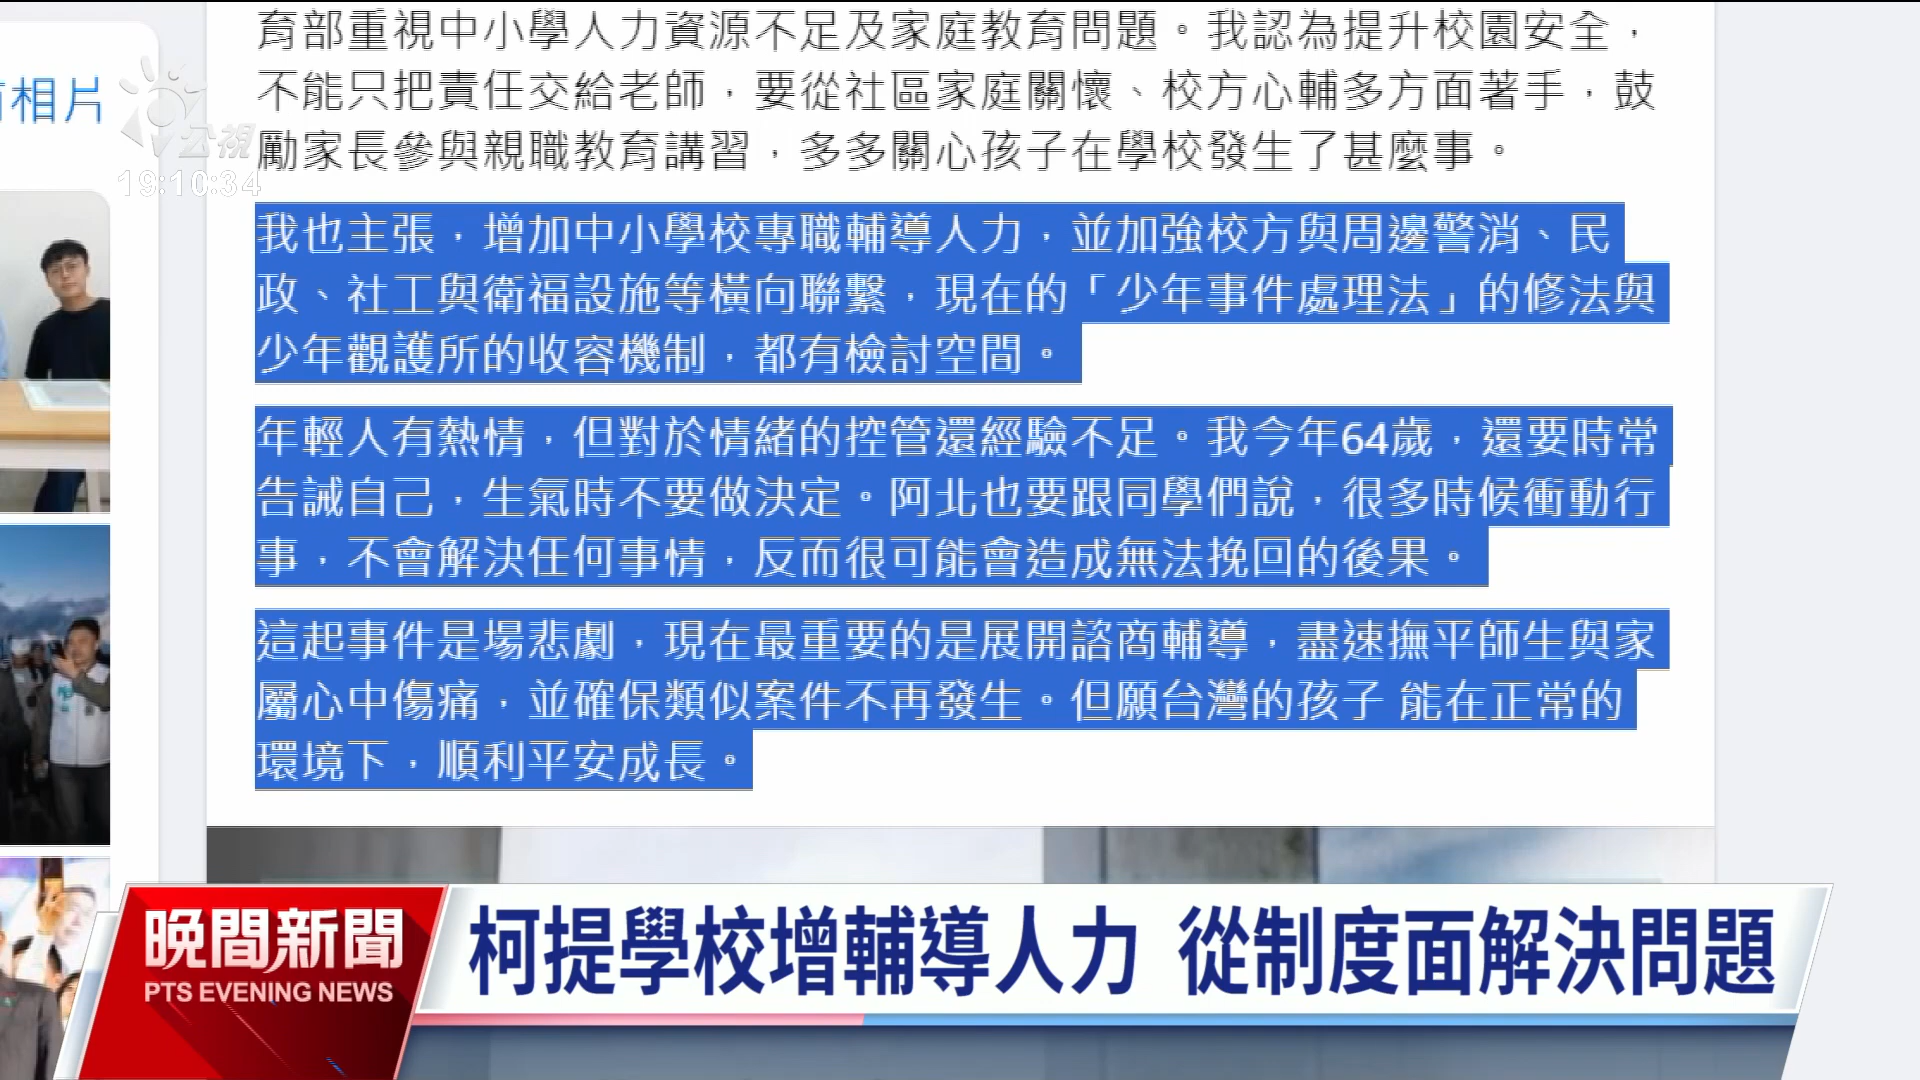 育部重視中小學人力資源不足及家庭教育問題。我認為提升校園安全，
不能只把責任交給老師，要從社區家庭關懷、校方心輔多方面著手，鼓
勵家長參與親職教育講習，多多關心孩子在學校發生了甚麼事。
相片
公視
19:10:34
我也主張，增加中小學校專職輔導人力，並加強校方與周邊警消、民
政、社工與衛福設施等橫向聯繫，現在的「少年事件處理法」的修法與
少年觀護所的收容機制，都有檢討空間。
年輕人有熱情，但對於情緒的控管還經驗不足。我今年64歲，還要時常
告誡自己，生氣時不要做決定。阿北也要跟同學們說，很多時候衝動行
事，不會解決任何事情，反而很可能會造成無法挽回的後果。
這起事件是場悲劇，現在最重要的是展開諮商輔導，盡速撫平師生與家
屬心中傷痛，並確保類似案件不再發生。但願台灣的孩子 能在正常的
環境下，順利平安成長。
晚間新聞
PTS EVENING NEWS
柯提學校增輔導人力 從制度面解決問題